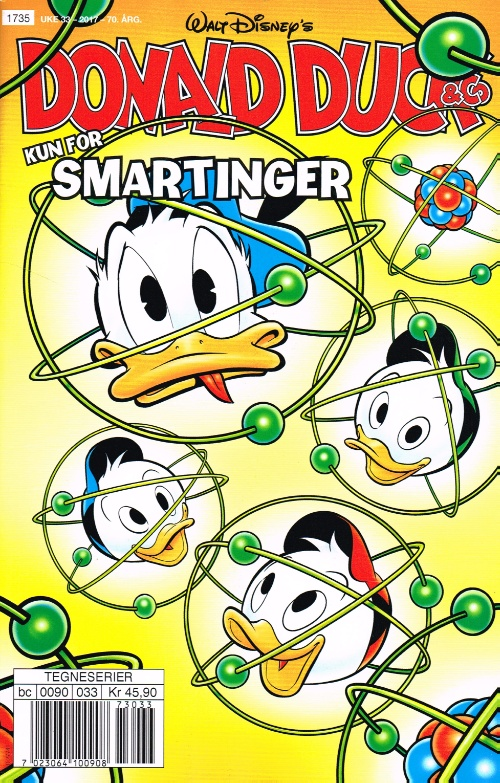 1735
UKE 33 – 2017 – 70. ÅRG.
WALT DISNEY'S
DONALD DUCK
& CO
KUN FOR
SMARTINGER
TEGNESERIER
bc 0090 033 Kr 45,90
73033
7 023064 100908